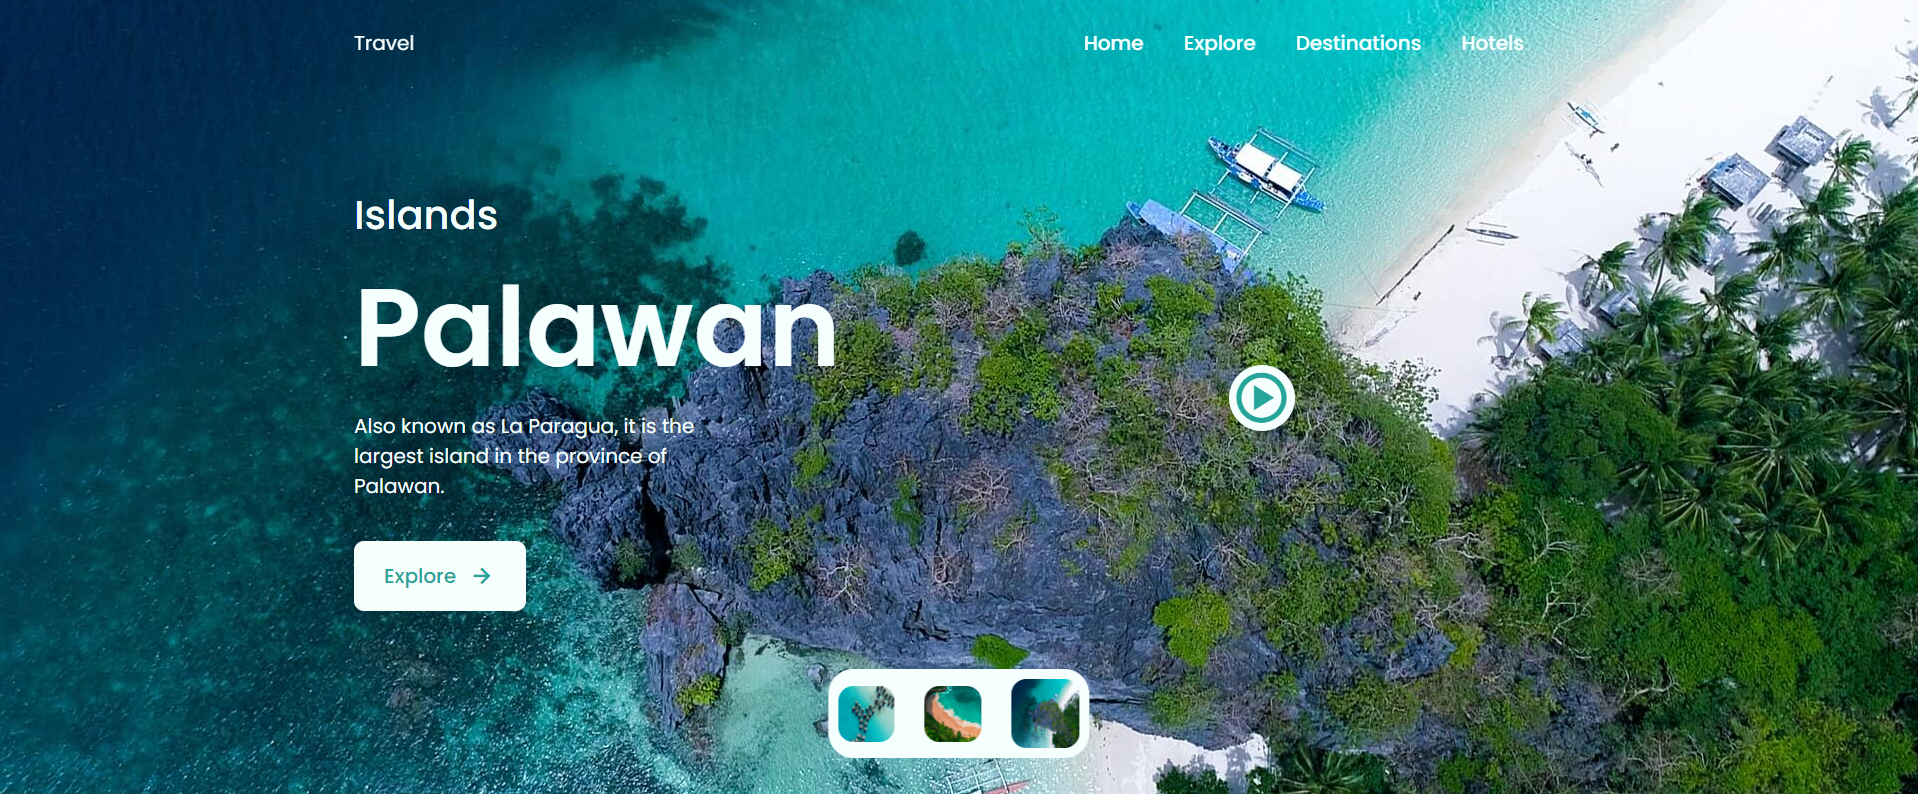 Travel
Home
Explore
Destinations
Hotels
Islands
Palawan
Also known as La Paragua, it is the
largest island in the province of
Palawan.
Explore